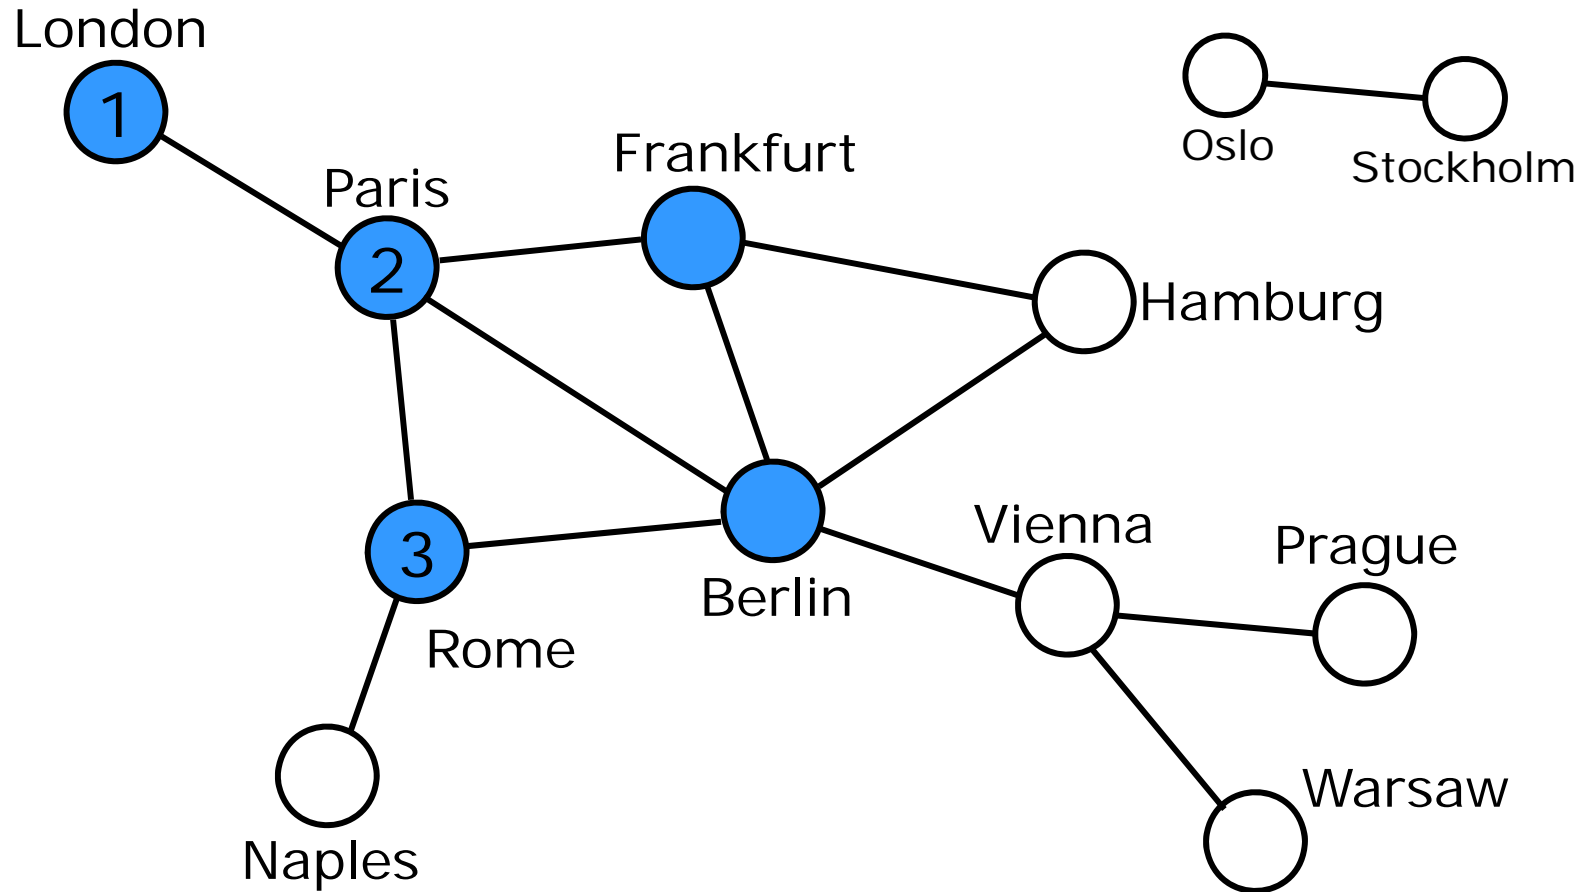 London
1
Oslo
Stockholm
Frankfurt
Paris
2
Hamburg
Vienna
Prague
3
Berlin
Rome
Warsaw
Naples